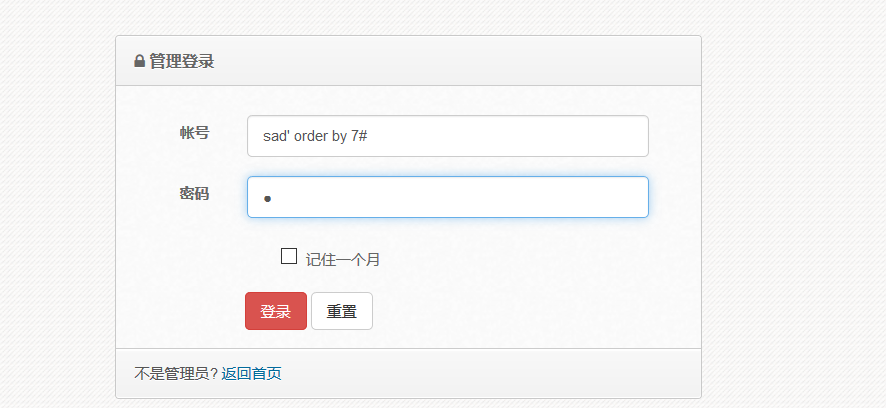 管理登录
帐号 sad' order by 7#
密码 ●
记住一个月
登录 重置
不是管理员? 返回首页